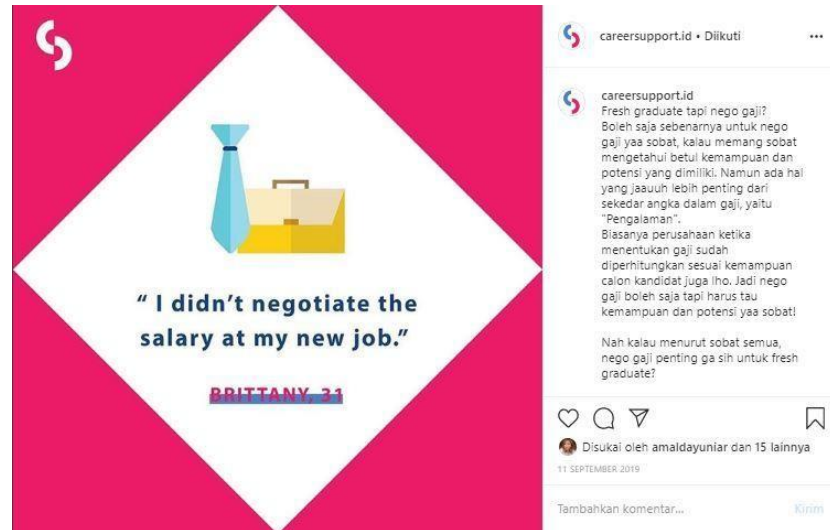 “ I didn’t negotiate the
salary at my new job.”
BRITTANY, 31
careersupport.id • Diikuti
careersupport.id
Fresh graduate tapi nego gaji?
Boleh saja sebenarnya untuk nego
gaji yaa sobat, kalau memang sobat
mengetahui betul kemampuan dan
potensi yang dimiliki. Namun ada hal
yang jaauuh lebih penting dari
sekedar angka dalam gaji, yaitu
"Pengalaman".
Biasanya perusahaan ketika
menentukan gaji sudah
diperhitungkan sesuai kemampuan
calon kandidat juga lho. Jadi nego
gaji boleh saja tapi harus tau
kemampuan dan potensi yaa sobat!
Nah kalau menurut sobat semua,
nego gaji penting ga sih untuk fresh
graduate?
Disukai oleh amaldayuniar dan 15 lainnya
11 SEPTEMBER 2019
Tambahkan komentar...
Kirim